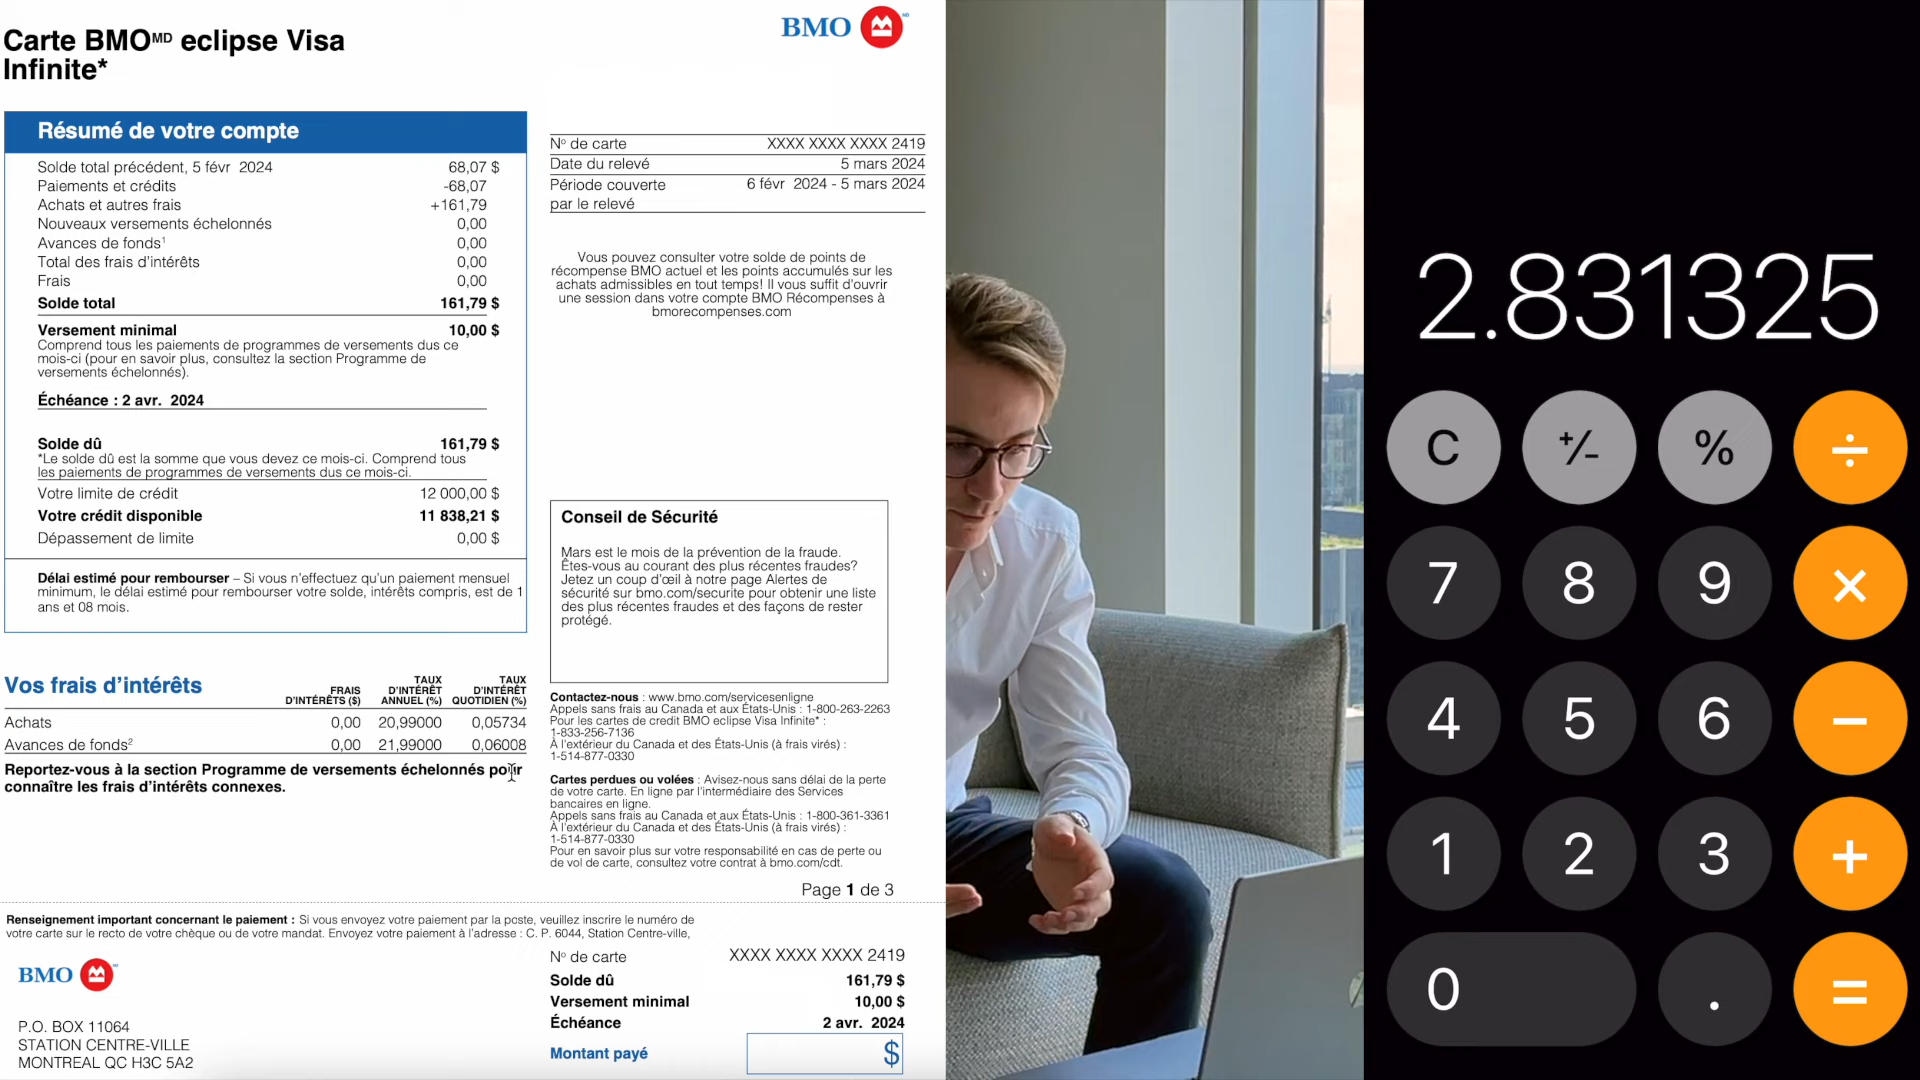 Carte BMOᴹᴰ eclipse Visa
Infinite*
BMO
Résumé de votre compte
Solde total précédent, 5 févr 2024 68,07 $
Paiements et crédits -68,07
Achats et autres frais +161,79
Nouveaux versements échelonnés 0,00
Avances de fonds¹ 0,00
Total des frais d'intérêts 0,00
Frais 0,00
Solde total 161,79 $
Versement minimal 10,00 $
Comprend tous les paiements de programmes de versements dus ce
mois-ci (pour en savoir plus, consultez la section Programme de
versements échelonnés).
Échéance : 2 avr. 2024
Solde dû 161,79 $
*Le solde dû est la somme que vous devez ce mois-ci. Comprend tous
les paiements de programmes de versements dus ce mois-ci.
Votre limite de crédit 12 000,00 $
Votre crédit disponible 11 838,21 $
Dépassement de limite 0,00 $
Délai estimé pour rembourser – Si vous n'effectuez qu'un paiement mensuel
minimum, le délai estimé pour rembourser votre solde, intérêts compris, est de 1
ans et 08 mois.
Vos frais d'intérêts
FRAIS
D'INTÉRÊTS ($)
TAUX
D'INTÉRÊT
ANNUEL (%)
TAUX
D'INTÉRÊT
QUOTIDIEN (%)
Achats 0,00 20,99000 0,05734
Avances de fonds² 0,00 21,99000 0,06008
Reportez-vous à la section Programme de versements échelonnés pour
connaître les frais d'intérêts connexes.
Nº de carte XXXX XXXX XXXX 2419
Date du relevé 5 mars 2024
Période couverte 6 févr 2024 - 5 mars 2024
par le relevé
Vous pouvez consulter votre solde de points de
récompense BMO actuel et les points accumulés sur les
achats admissibles en tout temps! Il vous suffit d'ouvrir
une session dans votre compte BMO Récompenses à
bmorecompenses.com
Conseil de Sécurité
Mars est le mois de la prévention de la fraude.
Êtes-vous au courant des plus récentes fraudes?
Jetez un coup d'œil à notre page Alertes de
sécurité sur bmo.com/securite pour obtenir une liste
des plus récentes fraudes et des façons de rester
protégé.
Contactez-nous : www.bmo.com/servicesenligne
Appels sans frais au Canada et aux États-Unis : 1-800-263-2263
Pour les cartes de credit BMO eclipse Visa Infinite* :
1-833-256-7136
À l'extérieur du Canada et des États-Unis (à frais virés) :
1-514-877-0330
Cartes perdues ou volées : Avisez-nous sans délai de la perte
de votre carte. En ligne par l'intermédiaire des Services
bancaires en ligne.
Appels sans frais au Canada et aux États-Unis : 1-800-361-3361
À l'extérieur du Canada et des États-Unis (à frais virés) :
1-514-877-0330
Pour en savoir plus sur votre responsabilité en cas de perte ou
de vol de carte, consultez votre contrat à bmo.com/cdt.
Page 1 de 3
Renseignement important concernant le paiement : Si vous envoyez votre paiement par la poste, veuillez inscrire le numéro de
votre carte sur le recto de votre chèque ou de votre mandat. Envoyez votre paiement à l'adresse : C. P. 6044, Station Centre-ville,
BMO
P.O. BOX 11064
STATION CENTRE-VILLE
MONTREAL QC H3C 5A2
Nº de carte XXXX XXXX XXXX 2419
Solde dû 161,79 $
Versement minimal 10,00 $
Échéance 2 avr. 2024
Montant payé $
2.831325
C +/- % ÷
7 8 9 ×
4 5 6 −
1 2 3 +
0 . =